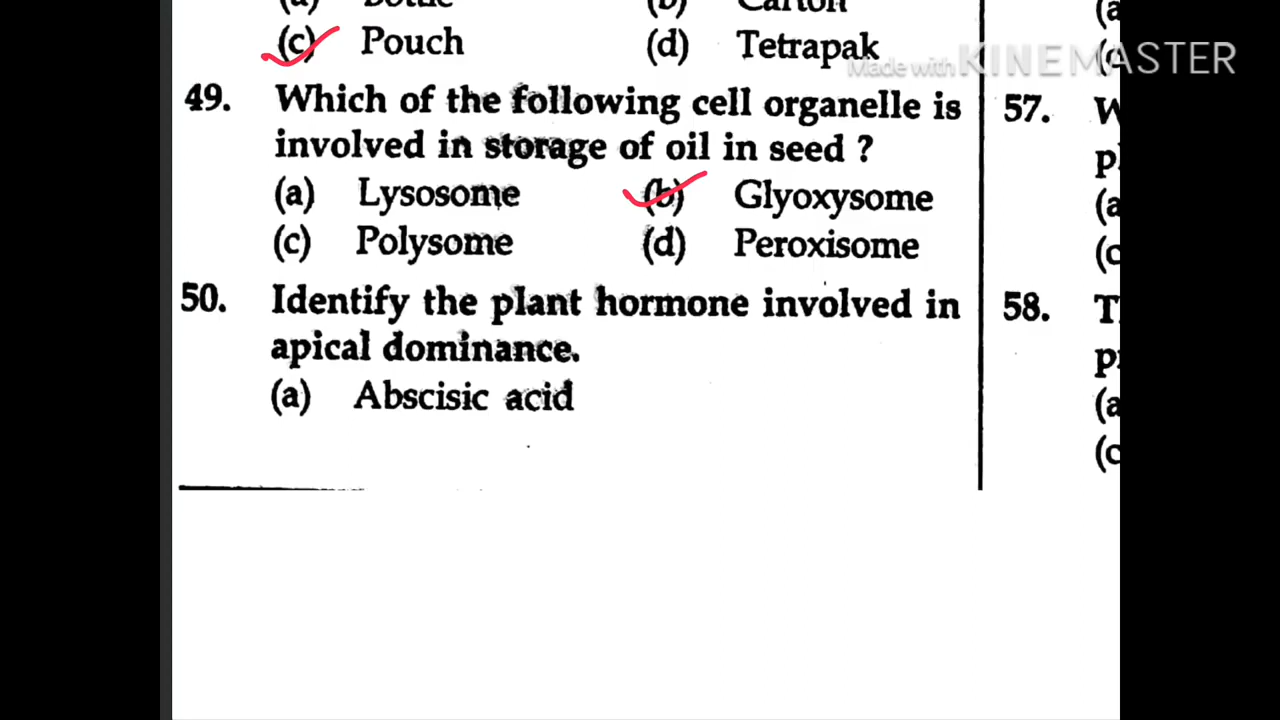 (c) Pouch (d) Tetrapak
Made with KINEMASTER
49. Which of the following cell organelle is
involved in storage of oil in seed ?
(a) Lysosome (b) Glyoxysome
(c) Polysome (d) Peroxisome
50. Identify the plant hormone involved in
apical dominance.
(a) Abscisic acid
57.
58.